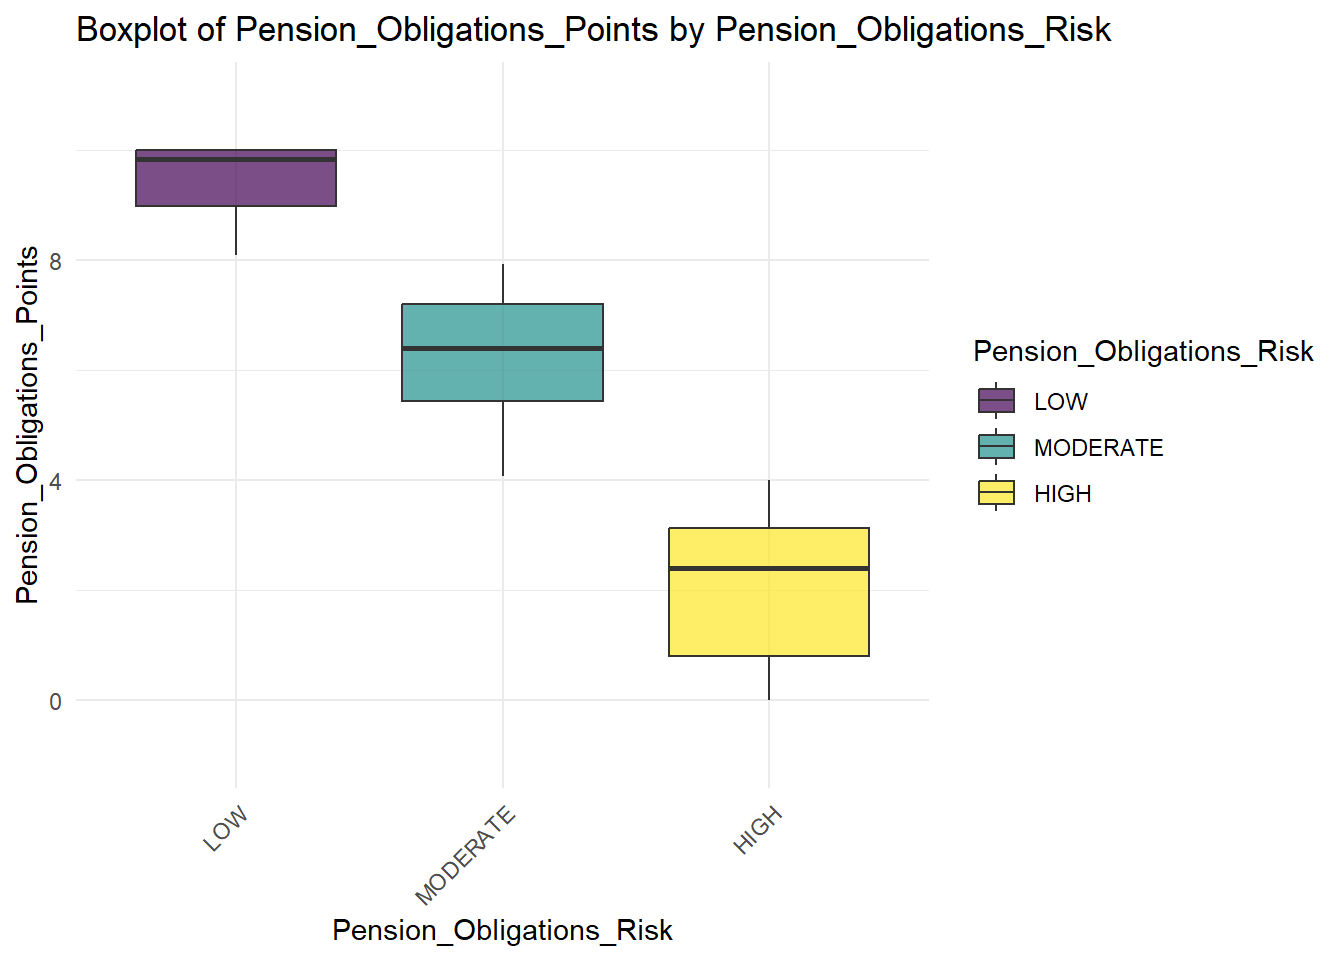 Boxplot of Pension_Obligations_Points by Pension_Obligations_Risk
Pension_Obligations_Points
8
4
0
LOW
MODERATE
HIGH
Pension_Obligations_Risk
Pension_Obligations_Risk
LOW
MODERATE
HIGH